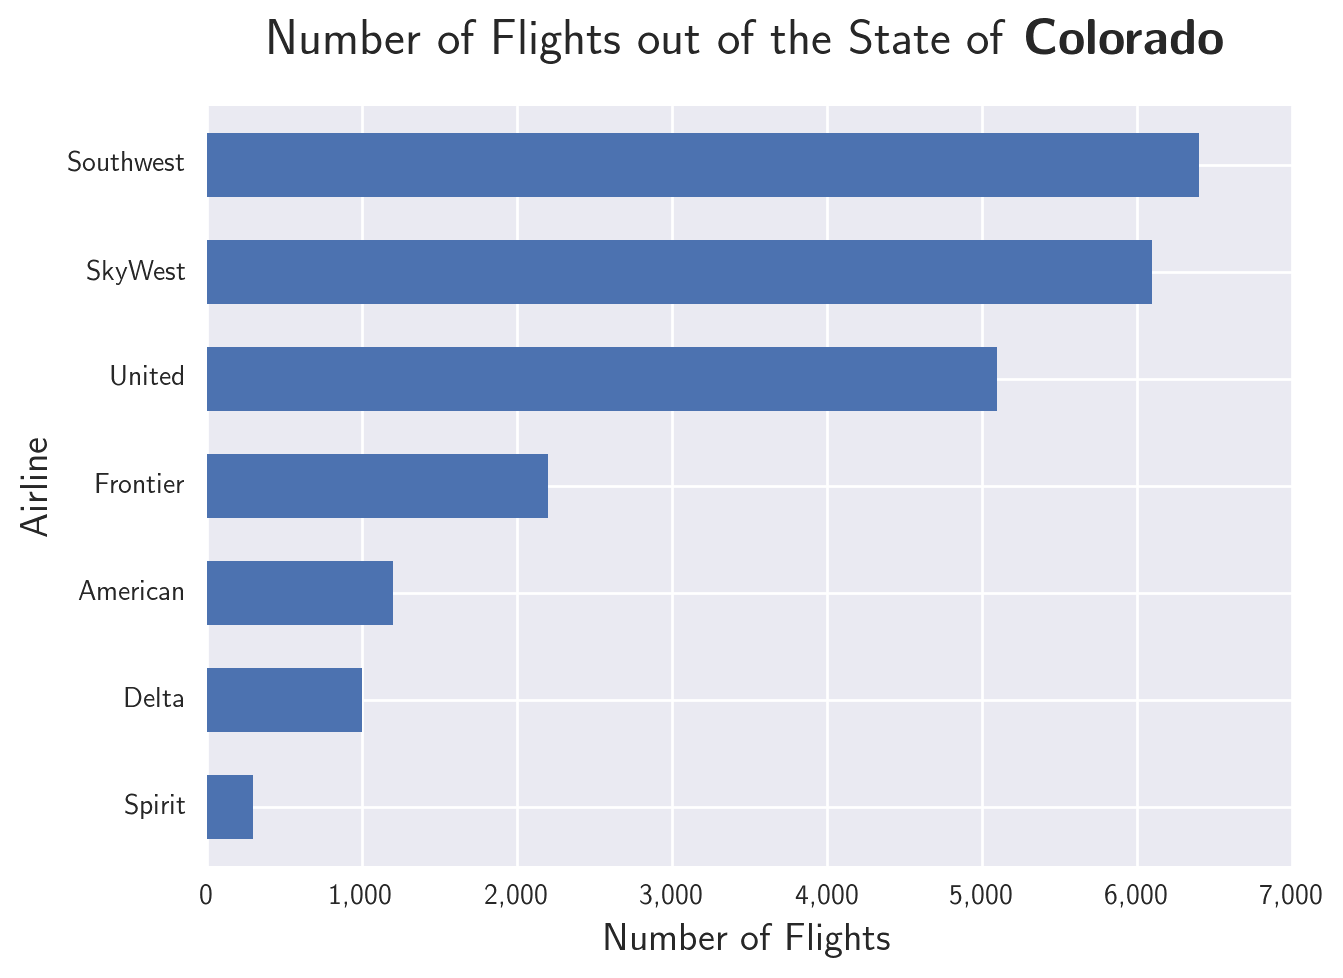 Number of Flights out of the State of Colorado
Southwest
SkyWest
United
Frontier
American
Delta
Spirit
Airline
0 1,000 2,000 3,000 4,000 5,000 6,000 7,000
Number of Flights